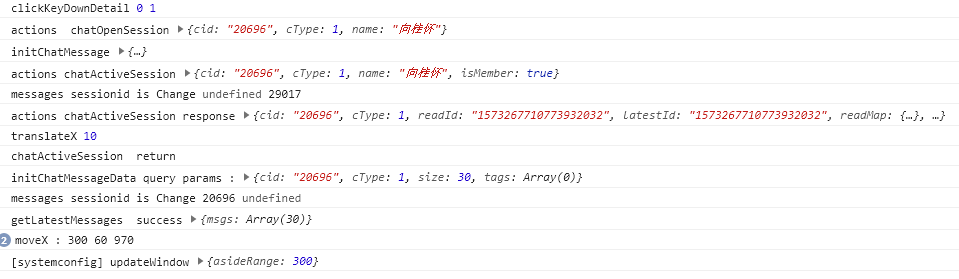 clickKeyDownDetail 0 1
actions  chatOpenSession ▶{cid: "20696", cType: 1, name: "向桂怀"}
initChatMessage ▶{…}
actions chatActiveSession ▶{cid: "20696", cType: 1, name: "向桂怀", isMember: true}
messages sessionid is Change undefined 29017
actions chatActiveSession response ▶{cid: "20696", cType: 1, readId: "1573267710773932032", latestId: "1573267710773932032", readMap: {…}, …}
translateX 10
chatActiveSession  return
initChatMessageData query params : ▶{cid: "20696", cType: 1, size: 30, tags: Array(0)}
messages sessionid is Change 20696 undefined
getLatestMessages  success ▶{msgs: Array(30)}
2 moveX : 300 60 970
[systemconfig] updateWindow ▶{asideRange: 300}